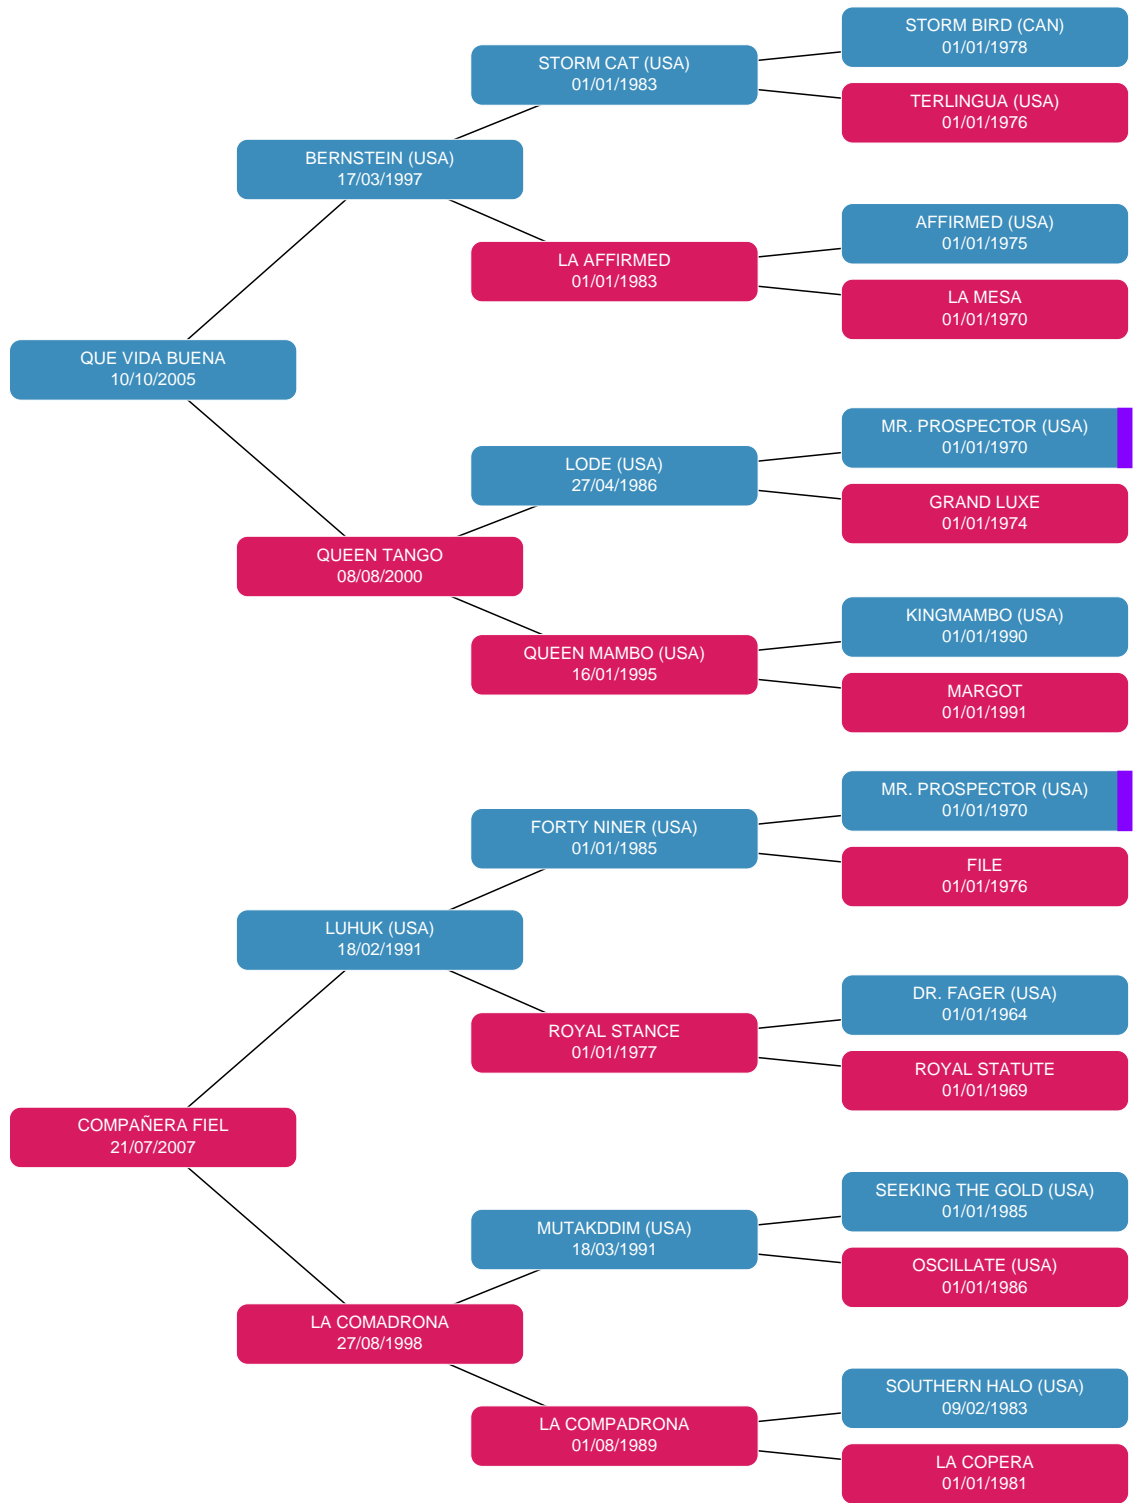 STORM BIRD (CAN)
01/01/1978
STORM CAT (USA)
01/01/1983
TERLINGUA (USA)
01/01/1976
BERNSTEIN (USA)
17/03/1997
AFFIRMED (USA)
01/01/1975
LA AFFIRMED
01/01/1983
LA MESA
01/01/1970
QUE VIDA BUENA
10/10/2005
MR. PROSPECTOR (USA)
01/01/1970
LODE (USA)
27/04/1986
GRAND LUXE
01/01/1974
QUEEN TANGO
08/08/2000
KINGMAMBO (USA)
01/01/1990
QUEEN MAMBO (USA)
16/01/1995
MARGOT
01/01/1991
MR. PROSPECTOR (USA)
01/01/1970
FORTY NINER (USA)
01/01/1985
FILE
01/01/1976
LUHUK (USA)
18/02/1991
DR. FAGER (USA)
01/01/1964
ROYAL STANCE
01/01/1977
ROYAL STATUTE
01/01/1969
COMPAÑERA FIEL
21/07/2007
SEEKING THE GOLD (USA)
01/01/1985
MUTAKDDIM (USA)
18/03/1991
OSCILLATE (USA)
01/01/1986
LA COMADRONA
27/08/1998
SOUTHERN HALO (USA)
09/02/1983
LA COMPADRONA
01/08/1989
LA COPERA
01/01/1981